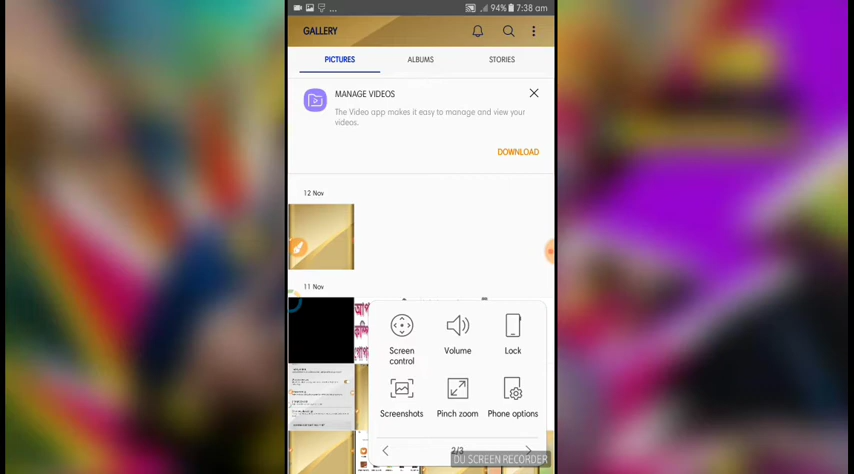 ... 94% 7:38 am
GALLERY
PICTURES ALBUMS STORIES
MANAGE VIDEOS
The Video app makes it easy to manage and view your
videos.
DOWNLOAD
12 Nov
11 Nov
Screen
control
Volume
Lock
Screenshots
Pinch zoom
Phone options
2/3
DU SCREEN RECORDER